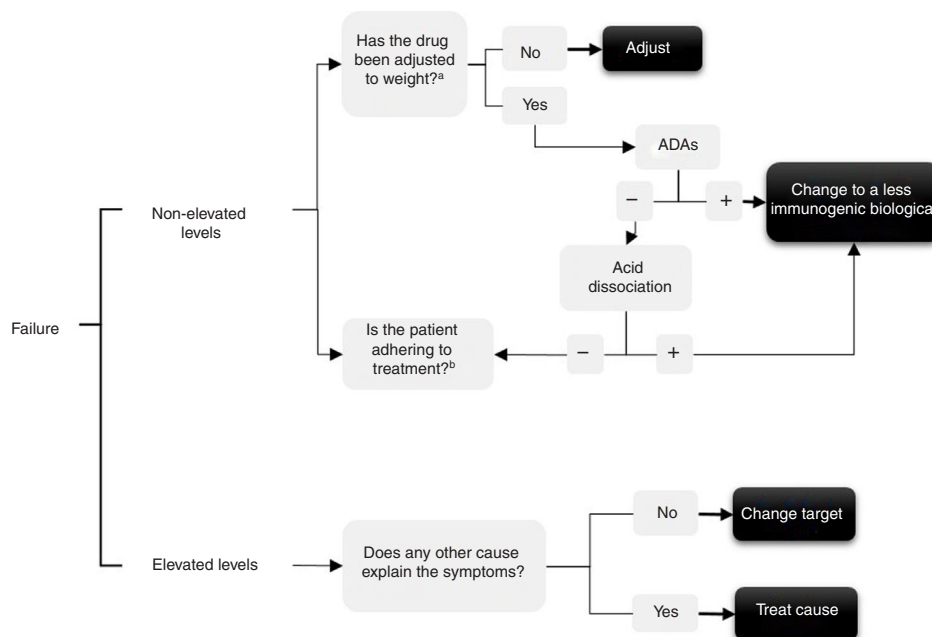 Has the drug
been adjusted
to weight?ᵃ
No
Adjust
Yes
ADAs
−
+
Change to a less
immunogenic biologica
Non-elevated
levels
Acid
dissociation
Failure
Is the patient
adhering to
treatment?ᵇ
−
+
Elevated levels
Does any other cause
explain the symptoms?
No
Change target
Yes
Treat cause